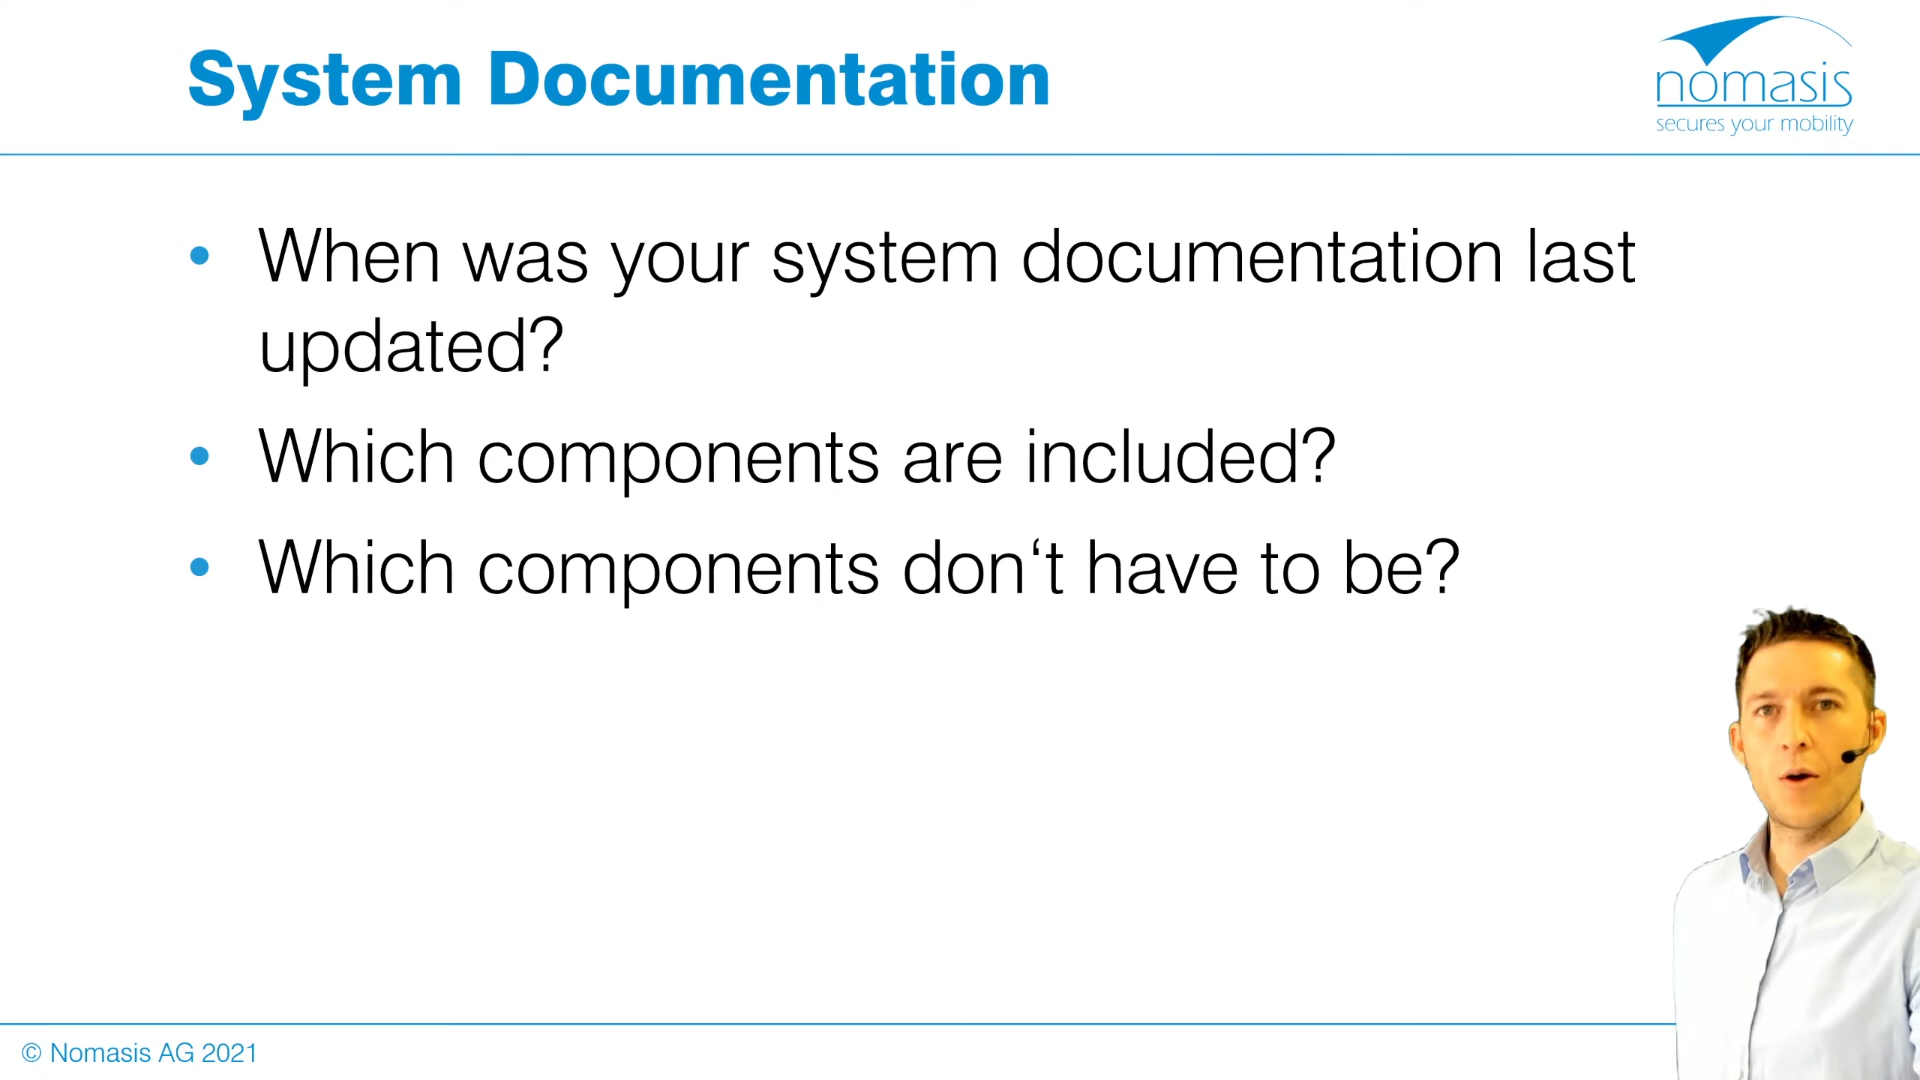 System Documentation
nomasis
secures your mobility
• When was your system documentation last
updated?
• Which components are included?
• Which components don‘t have to be?
© Nomasis AG 2021